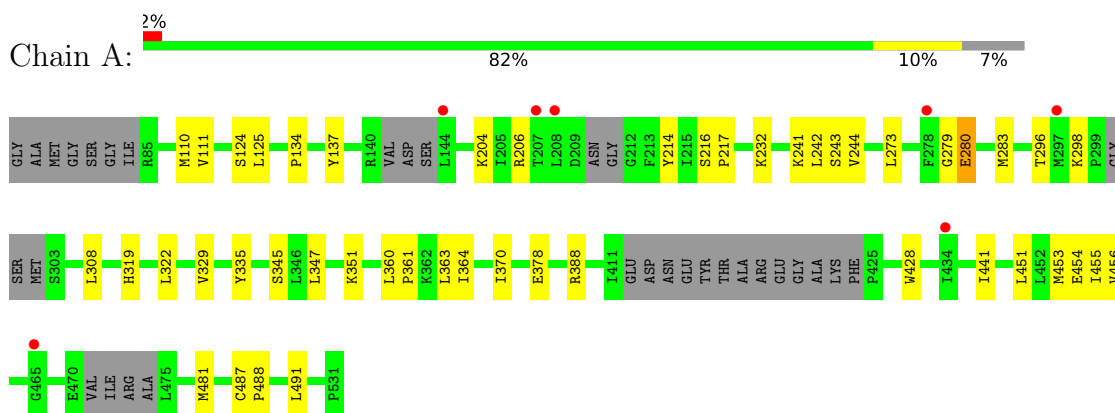 2%
Chain A:
82% 10% 7%
GLY ALA MET GLY SER GLY ILE R85 M110 V111 S124 L125 P134 Y137 R140 VAL ASP SER L144 K204 I205 R206 T207 L208 D209 ASN GLY G212 F213 Y214 I215 S216 P217 K232 K241 L242 S243 V244 L273 F278 G279 E280 M283 T296 M297 K298 P299 GLY
SER MET S303 L308 H319 L322 V329 Y335 S345 L346 L347 K351 L360 P361 K362 L363 I364 I370 E378 R388 I411 GLU ASP ASN GLU TYR THR ALA ARG GLU GLY ALA LYS PHE P425 W428 I434 I441 L451 L452 M453 E454 I455 V456
G465 E470 VAL ILE ARG ALA L475 M481 C487 P488 L491 P531